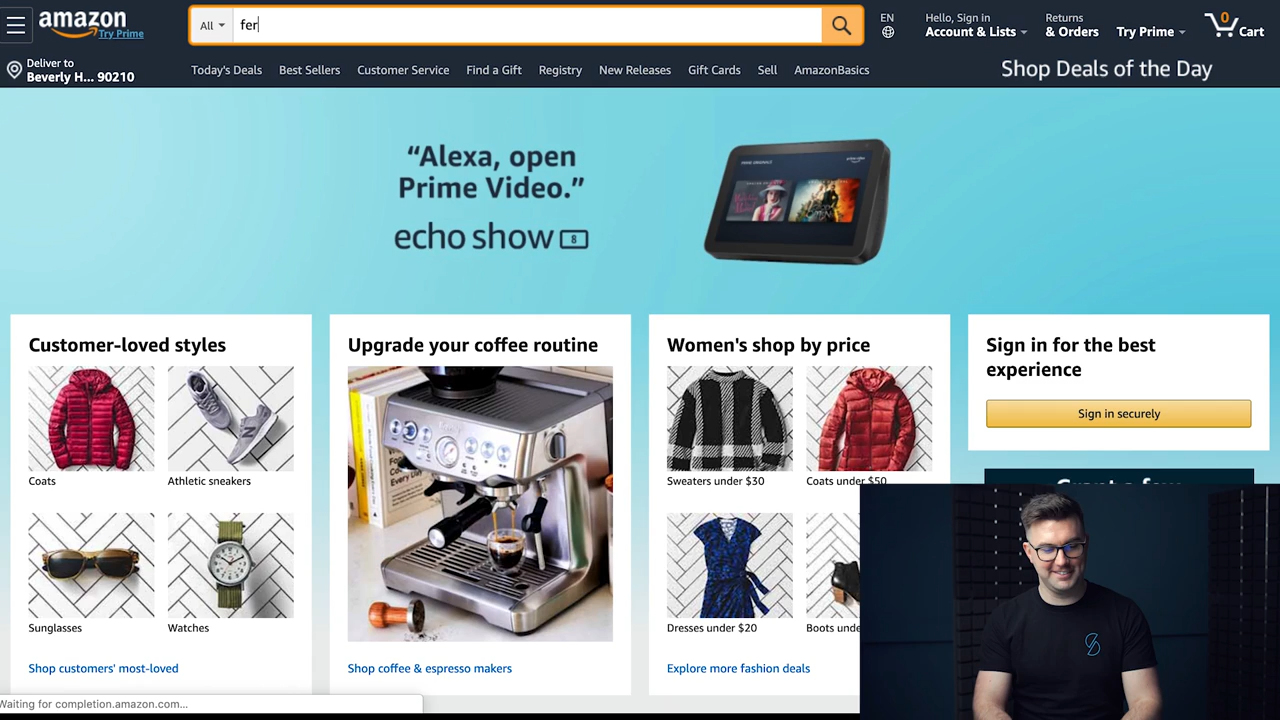 amazon
Try Prime
All
fer
EN
Hello, Sign in
Account & Lists
Returns
& Orders
Try Prime
0
Cart
Deliver to
Beverly H... 90210
Today's Deals
Best Sellers
Customer Service
Find a Gift
Registry
New Releases
Gift Cards
Sell
AmazonBasics
Shop Deals of the Day
“Alexa, open
Prime Video.”
echo show 8
Customer-loved styles
Coats
Athletic sneakers
Sunglasses
Watches
Shop customers' most-loved
Upgrade your coffee routine
Shop coffee & espresso makers
Women's shop by price
Sweaters under $30
Coats under $50
Dresses under $20
Boots unde
Explore more fashion deals
Sign in for the best
experience
Sign in securely
Waiting for completion.amazon.com...